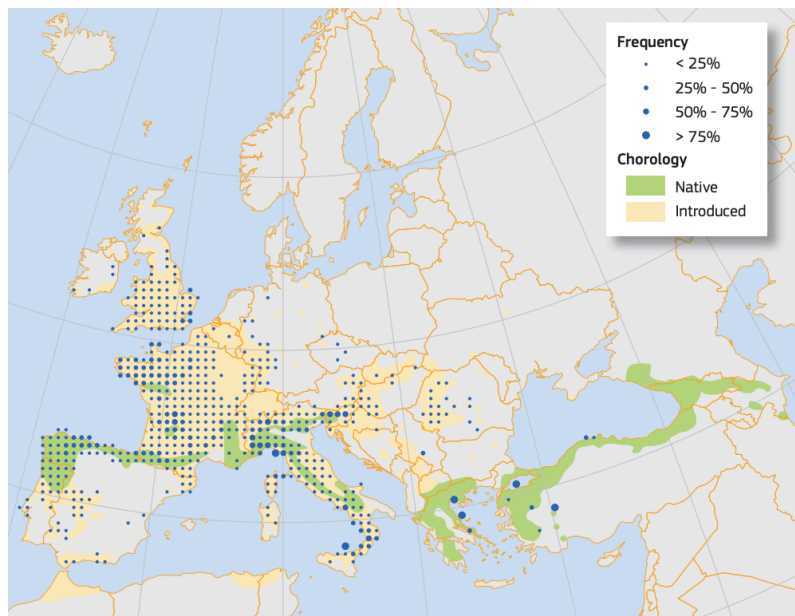 Frequency
< 25%
25% - 50%
50% - 75%
> 75%
Chorology
Native
Introduced